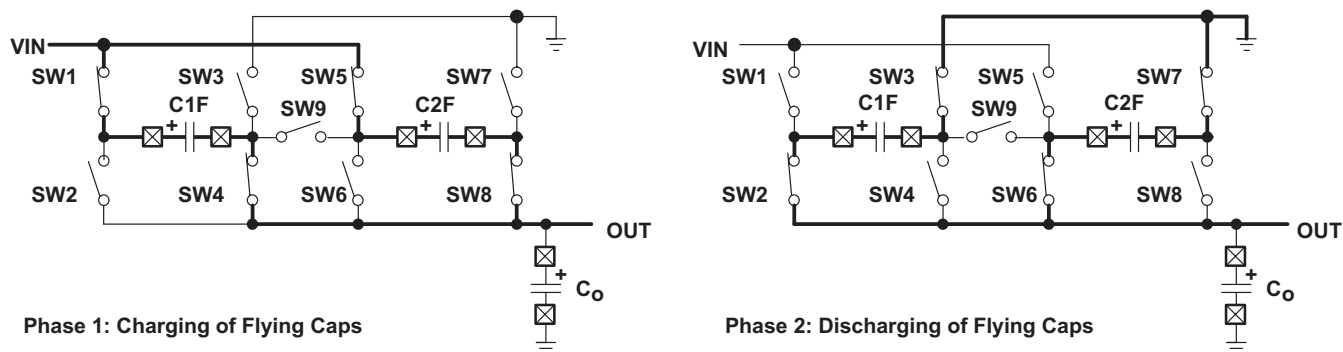 VIN
SW1 SW3 SW5 SW7
C1F SW9 C2F
+ +
SW2 SW4 SW6 SW8
OUT
+
Co
Phase 1: Charging of Flying Caps
VIN
SW1 SW3 SW5 SW7
C1F SW9 C2F
+ +
SW2 SW4 SW6 SW8
OUT
+
Co
Phase 2: Discharging of Flying Caps